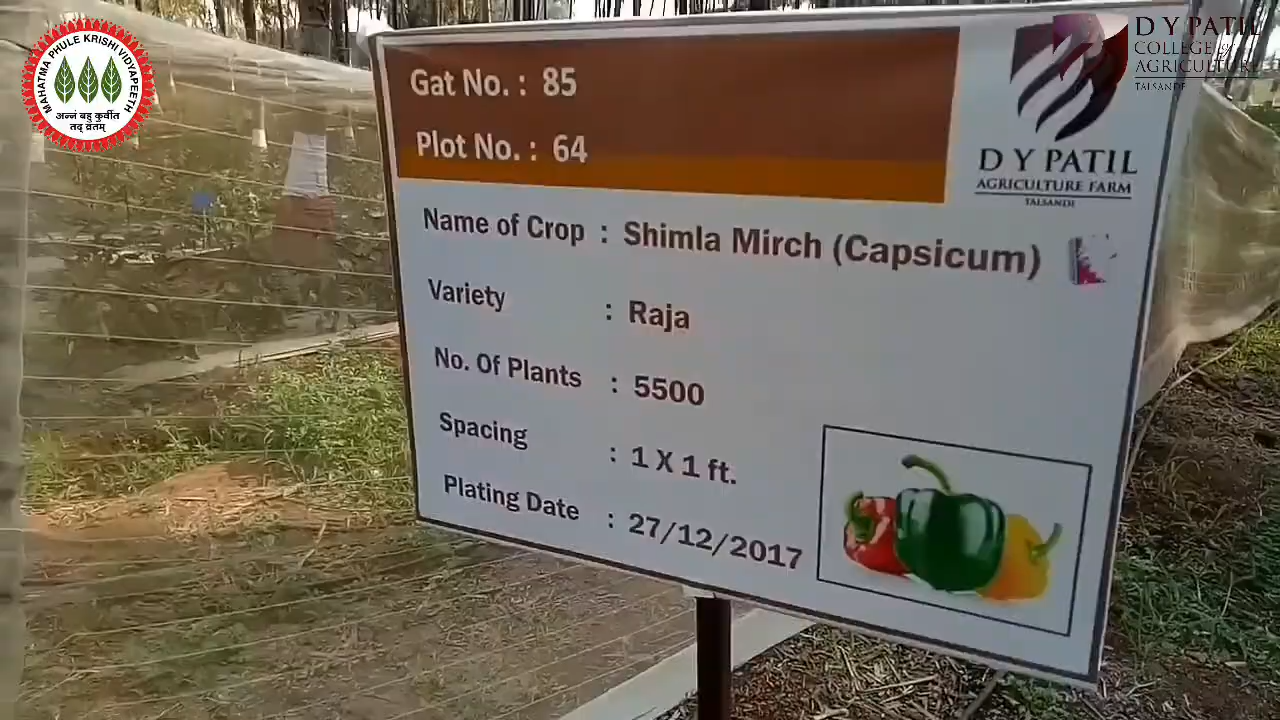 MAHATMA PHULE KRISHI VIDYAPEETH
अन्नं बहु कुर्वीत
तद् व्रतम्
D Y PATIL
COLLEGE of
AGRICULTURE
TALSANDE
Gat No. : 85
Plot No. : 64
D Y PATIL
AGRICULTURE FARM
TALSANDE
Name of Crop : Shimla Mirch (Capsicum)
Variety : Raja
No. Of Plants : 5500
Spacing : 1 X 1 ft.
Plating Date : 27/12/2017